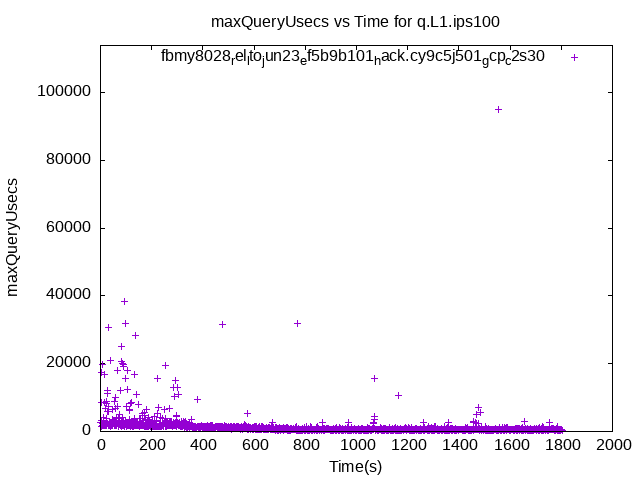 maxQueryUsecs vs Time for q.L1.ips100
fbmy8028relltojun23ef5b9b101hack.cy9c5j501gcpc2s30
100000
80000
60000
40000
20000
0
maxQueryUsecs
0 200 400 600 800 1000 1200 1400 1600 1800 2000
Time(s)